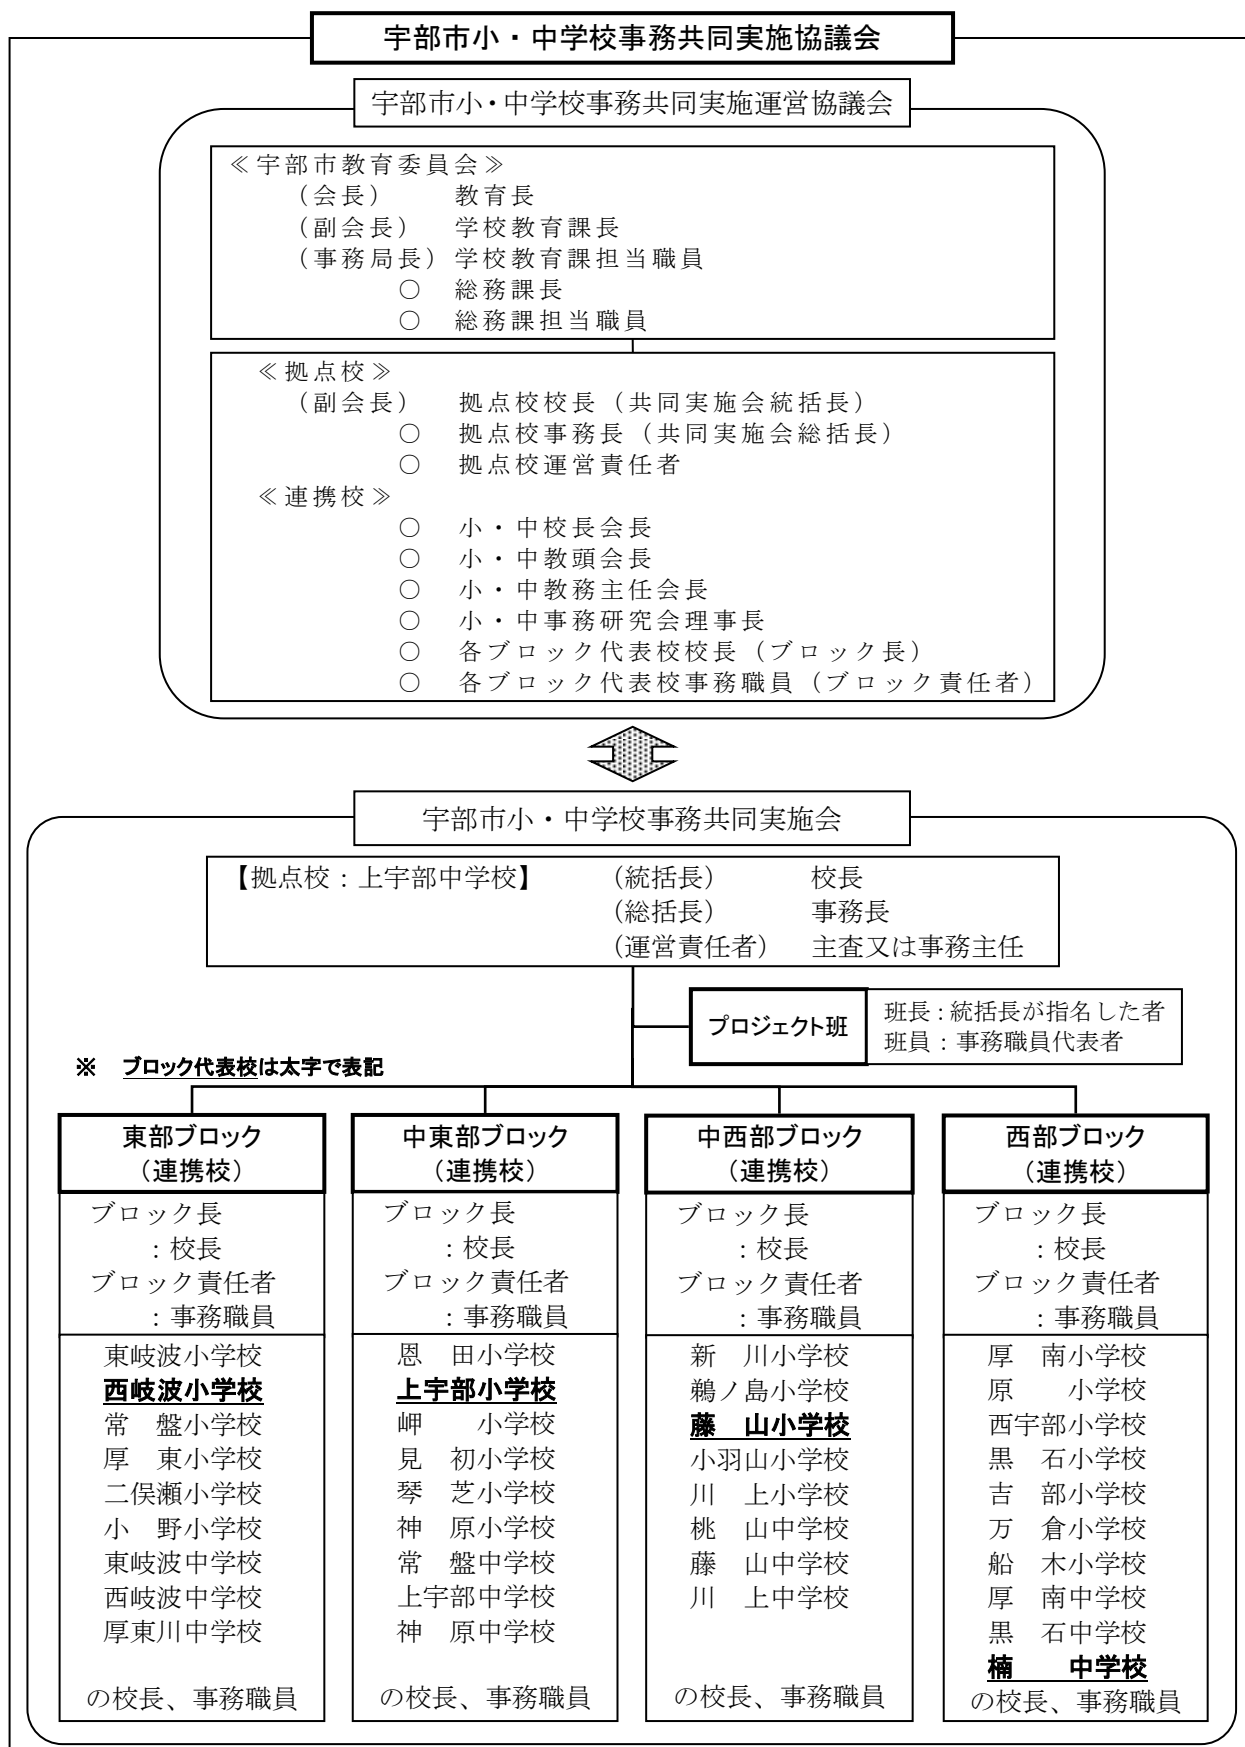 宇部市小・中学校事務共同実施協議会
宇部市小・中学校事務共同実施運営協議会
≪宇部市教育委員会≫
（会長）　教育長
（副会長）　学校教育課長
（事務局長）学校教育課担当職員
○　総務課長
○　総務課担当職員
≪拠点校≫
（副会長）　拠点校校長（共同実施会統括長）
○　拠点校事務長（共同実施会総括長）
○　拠点校運営責任者
≪連携校≫
○　小・中校長会長
○　小・中教頭会長
○　小・中教務主任会長
○　小・中事務研究会理事長
○　各ブロック代表校校長（ブロック長）
○　各ブロック代表校事務職員（ブロック責任者）
宇部市小・中学校事務共同実施会
【拠点校：上宇部中学校】　（統括長）　校長
（総括長）　事務長
（運営責任者）　主査又は事務主任
プロジェクト班
班長：統括長が指名した者
班員：事務職員代表者
※　ブロック代表校は太字で表記
東部ブロック
（連携校）
ブロック長
：校長
ブロック責任者
：事務職員
東岐波小学校
西岐波小学校
常　盤小学校
厚　東小学校
二俣瀬小学校
小　野小学校
東岐波中学校
西岐波中学校
厚東川中学校
の校長、事務職員
中東部ブロック
（連携校）
ブロック長
：校長
ブロック責任者
：事務職員
恩　田小学校
上宇部小学校
岬　　小学校
見　初小学校
琴　芝小学校
神　原小学校
常　盤中学校
上宇部中学校
神　原中学校
の校長、事務職員
中西部ブロック
（連携校）
ブロック長
：校長
ブロック責任者
：事務職員
新　川小学校
鵜ノ島小学校
藤　山小学校
小羽山小学校
川　上小学校
桃　山中学校
藤　山中学校
川　上中学校
の校長、事務職員
西部ブロック
（連携校）
ブロック長
：校長
ブロック責任者
：事務職員
厚　南小学校
原　　小学校
西宇部小学校
黒　石小学校
吉　部小学校
万　倉小学校
船　木小学校
厚　南中学校
黒　石中学校
楠　　中学校
の校長、事務職員